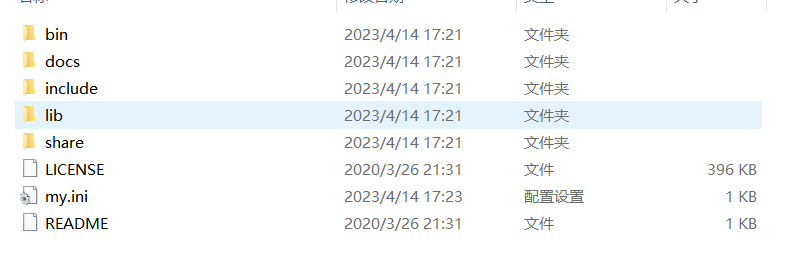 bin 2023/4/14 17:21 文件夹
docs 2023/4/14 17:21 文件夹
include 2023/4/14 17:21 文件夹
lib 2023/4/14 17:21 文件夹
share 2023/4/14 17:21 文件夹
LICENSE 2020/3/26 21:31 文件 396 KB
my.ini 2023/4/14 17:23 配置设置 1 KB
README 2020/3/26 21:31 文件 1 KB